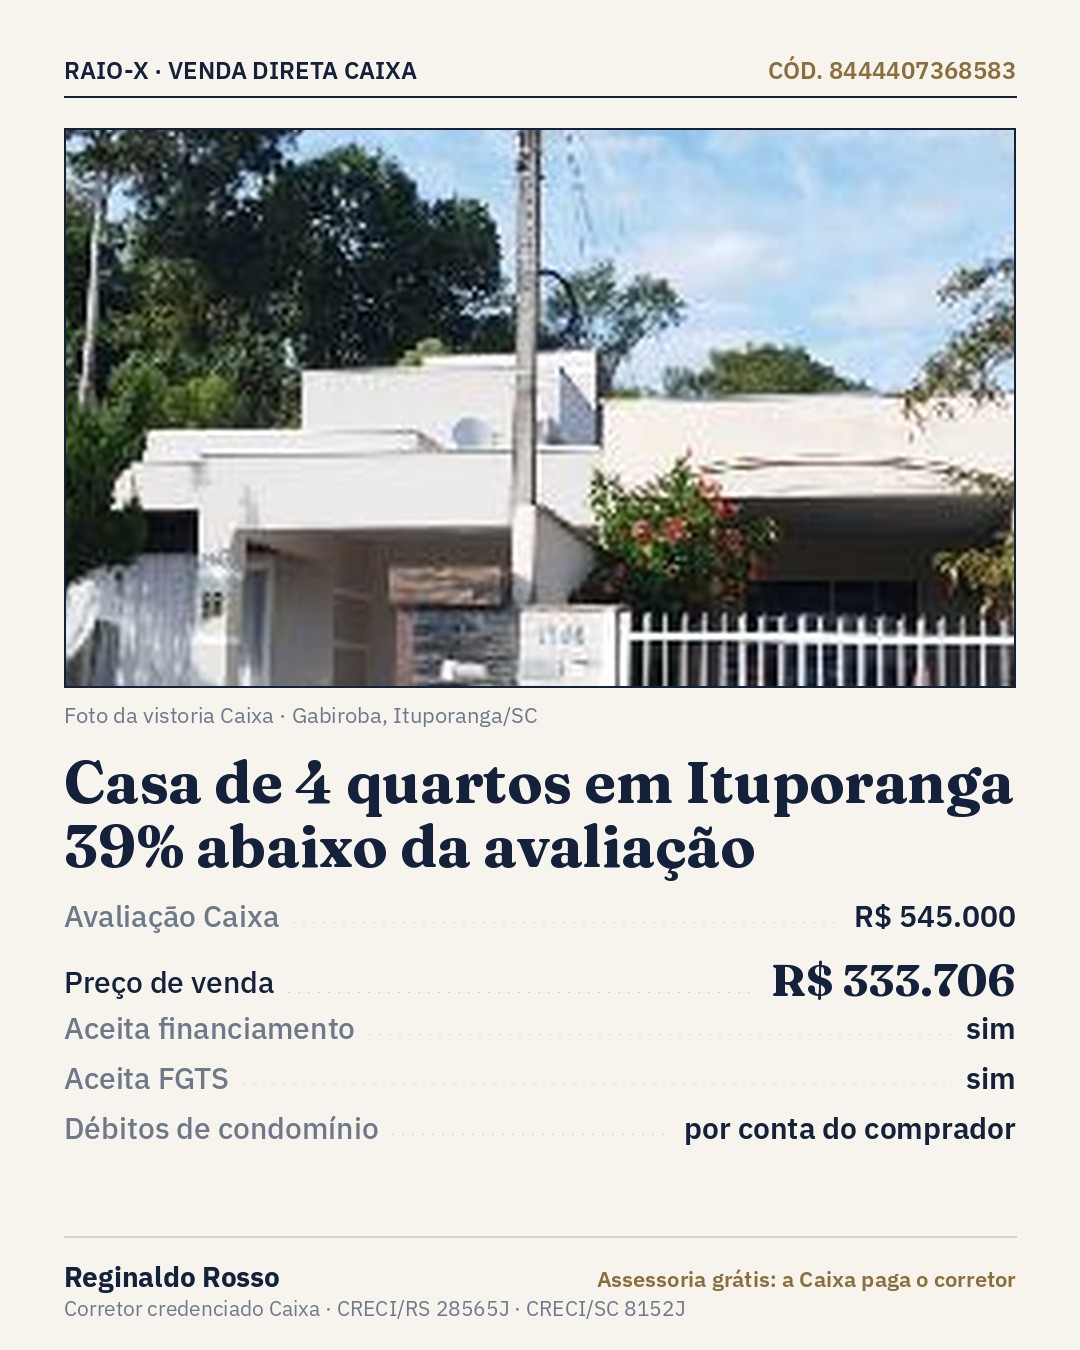 RAIO-X · VENDA DIRETA CAIXA
CÓD. 8444407368583
Foto da vistoria Caixa · Gabiroba, Ituporanga/SC
Casa de 4 quartos em Ituporanga
39% abaixo da avaliação
Avaliação Caixa R$ 545.000
Preço de venda R$ 333.706
Aceita financiamento sim
Aceita FGTS sim
Débitos de condomínio por conta do comprador
Reginaldo Rosso
Assessoria grátis: a Caixa paga o corretor
Corretor credenciado Caixa · CRECI/RS 28565J · CRECI/SC 8152J